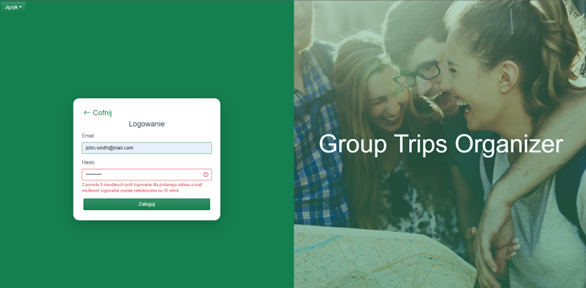 Język
← Cofnij
Logowanie
Email
john.smith@mail.com
Hasło
Z powodu 5 nieudanych prób logowania dla podanego adresu e-mail,
możliwość logowania została zablokowana na 15 minut.
Zaloguj
Group Trips Organizer